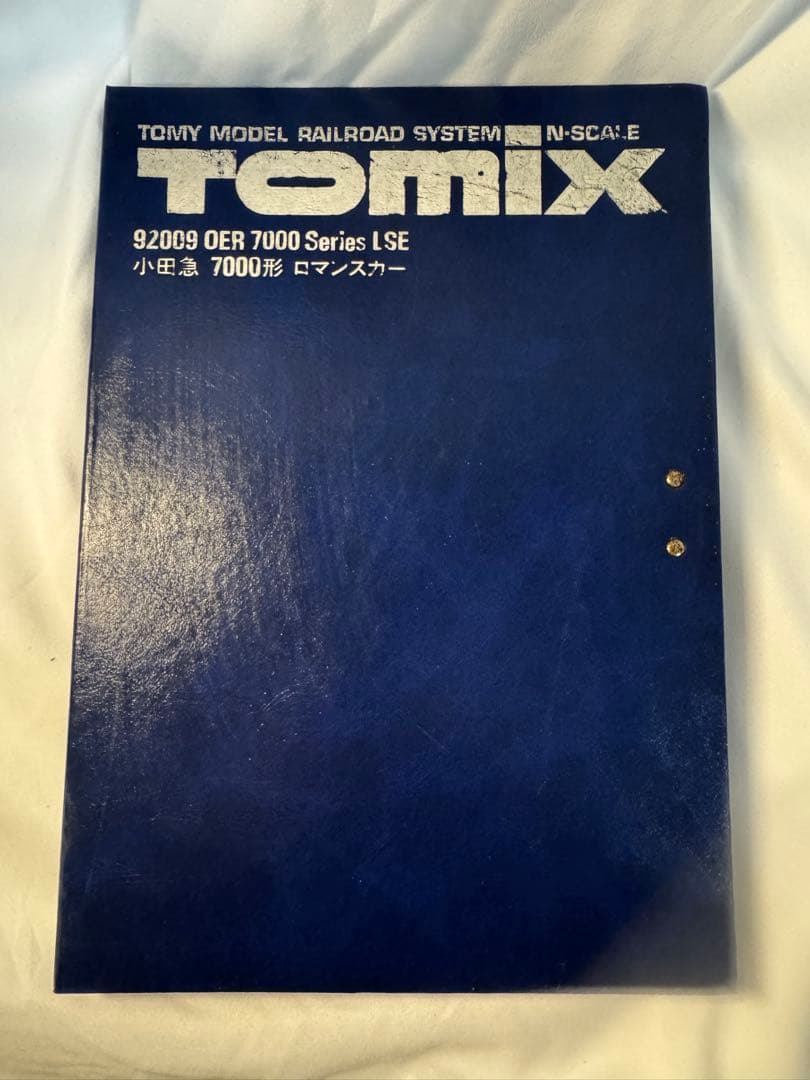 TOMY MODEL RAILROAD SYSTEM N-SCALE
TOMIX
92009 OER 7000 Series LSE
小田急 7000形 ロマンスカー